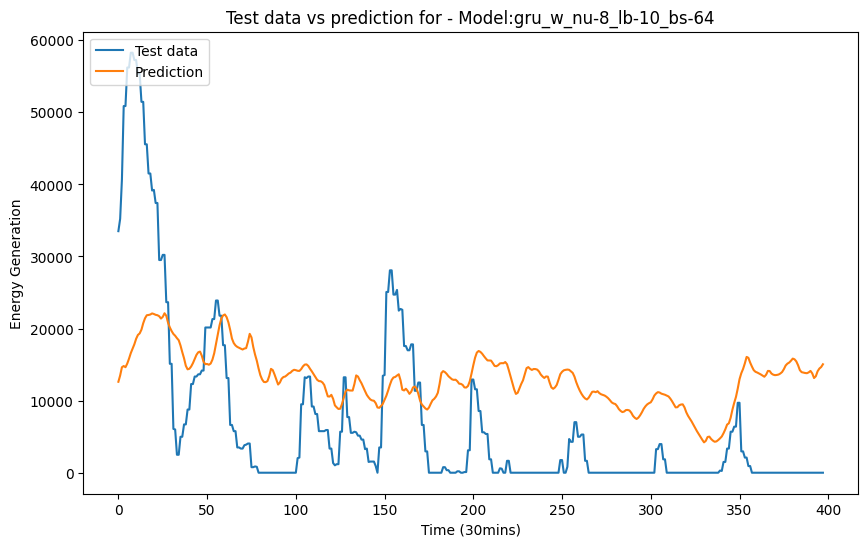 Test data vs prediction for - Model:gru_w_nu-8_lb-10_bs-64
Test data
Prediction
Energy Generation
60000
50000
40000
30000
20000
10000
0
0 50 100 150 200 250 300 350 400
Time (30mins)